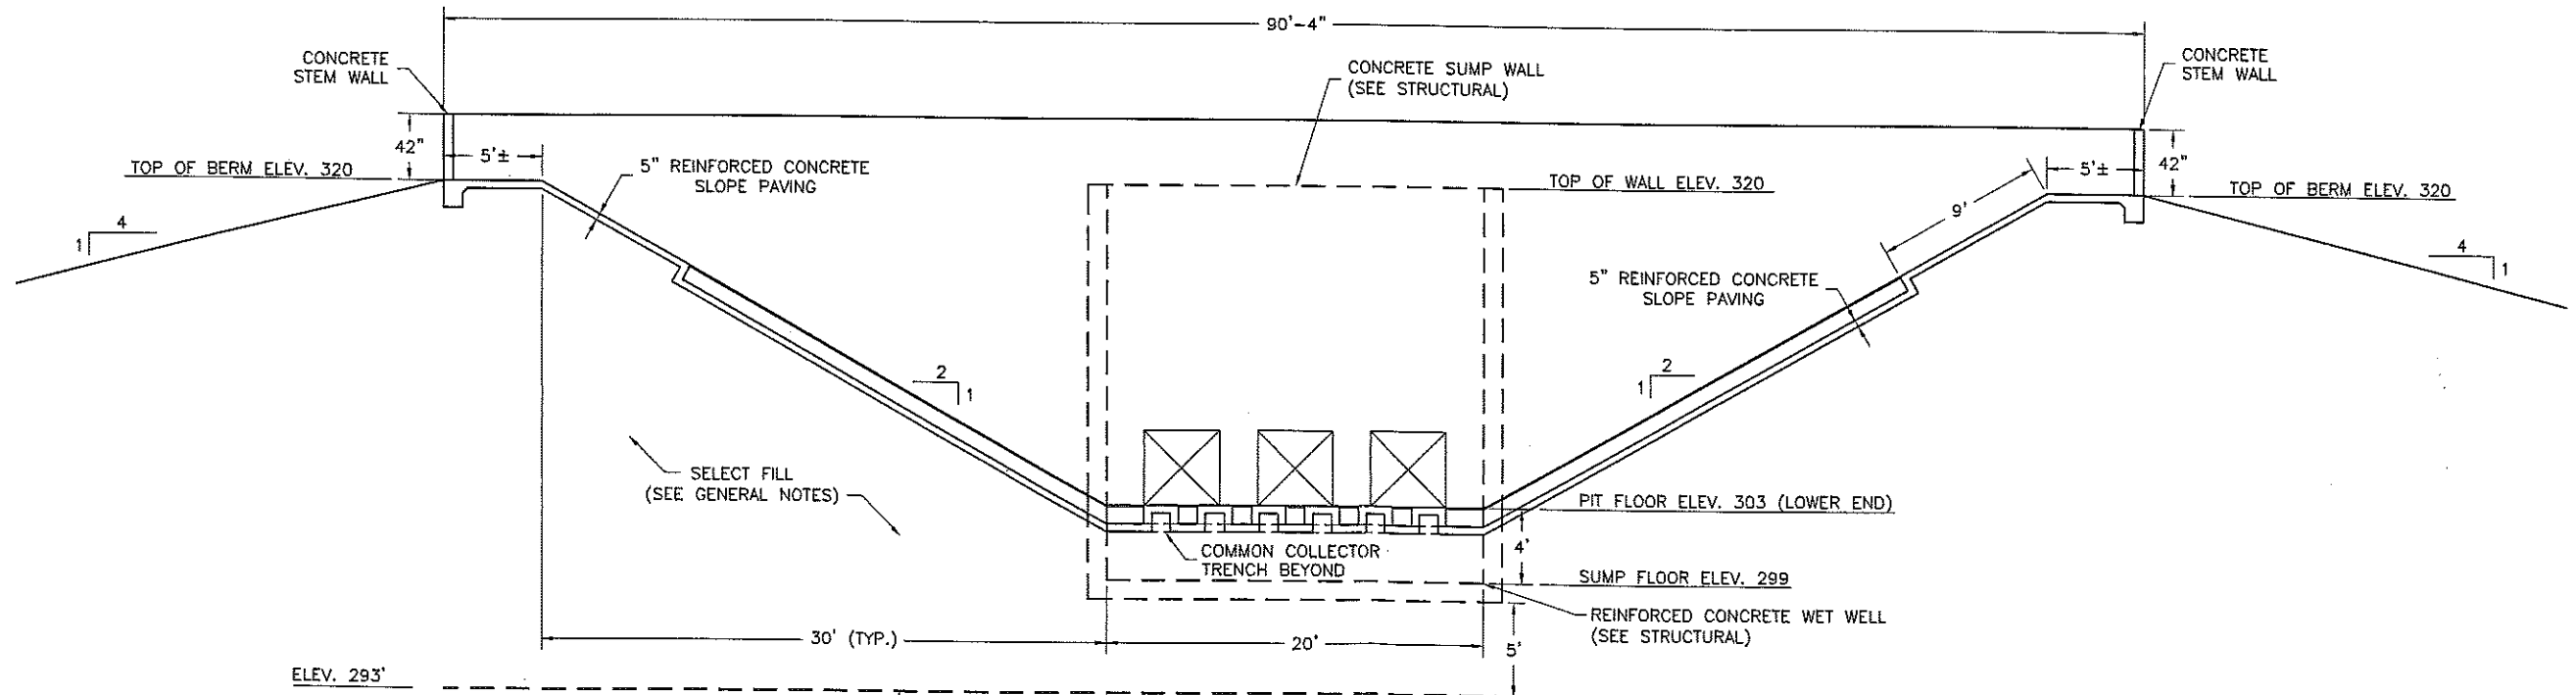 90'-4"
CONCRETE
STEM WALL
CONCRETE SUMP WALL
(SEE STRUCTURAL)
CONCRETE
STEM WALL
42"
5'±
5" REINFORCED CONCRETE
SLOPE PAVING
TOP OF BERM ELEV. 320
TOP OF WALL ELEV. 320
5'±
42"
TOP OF BERM ELEV. 320
9'
1
4
4
1
5" REINFORCED CONCRETE
SLOPE PAVING
2
1
1
2
SELECT FILL
(SEE GENERAL NOTES)
PIT FLOOR ELEV. 303 (LOWER END)
COMMON COLLECTOR
TRENCH BEYOND
4'
SUMP FLOOR ELEV. 299
REINFORCED CONCRETE WET WELL
(SEE STRUCTURAL)
30' (TYP.)
20'
5'
ELEV. 293'